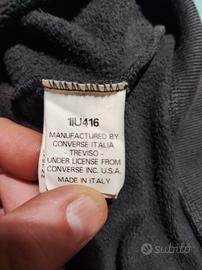 1IU416
MANUFACTURED BY
CONVERSE ITALIA
- TREVISO -
UNDER LICENSE FROM
CONVERSE INC. U.S.A.
MADE IN ITALY
subito